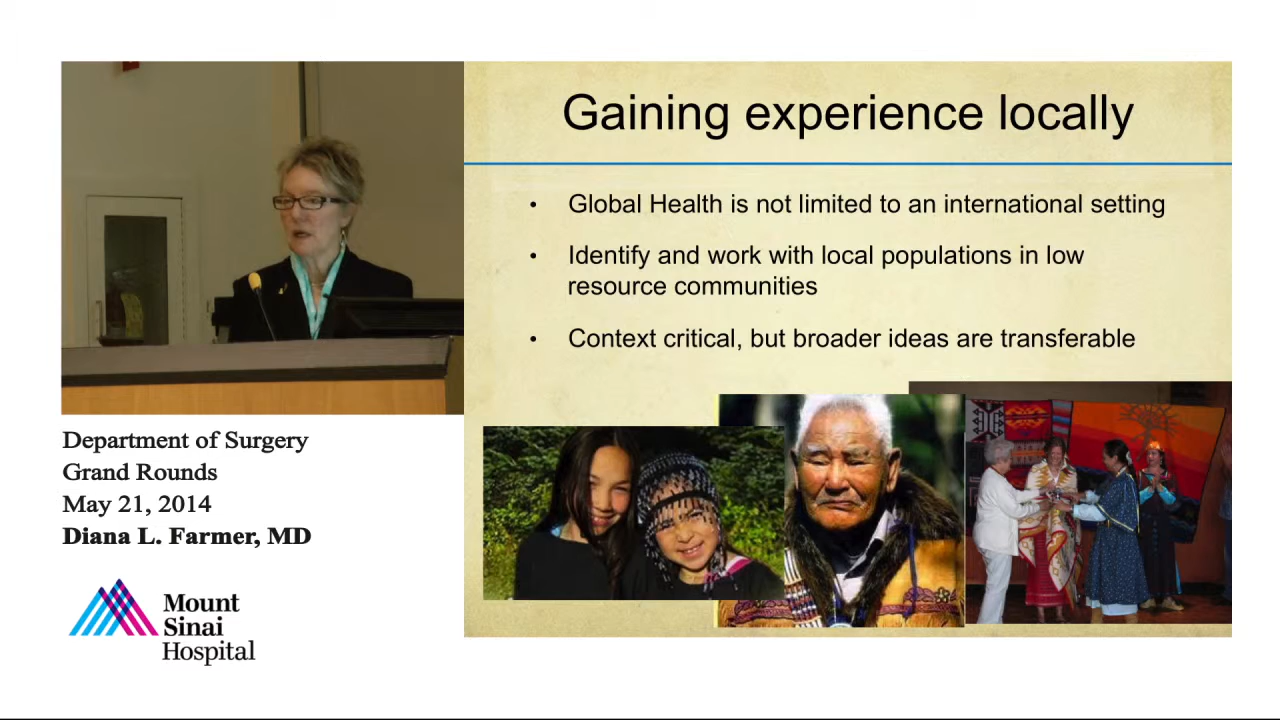 Gaining experience locally
• Global Health is not limited to an international setting
• Identify and work with local populations in low
resource communities
• Context critical, but broader ideas are transferable
Department of Surgery
Grand Rounds
May 21, 2014
Diana L. Farmer, MD
Mount
Sinai
Hospital